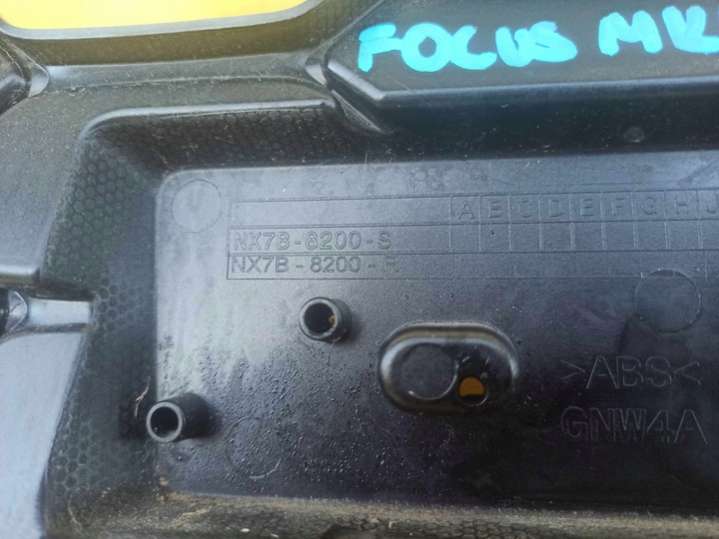 FOCUS MK
A B C D E F G H J
NX7B-8200-S
NX7B-8200-R
>ABS<
GNW4A